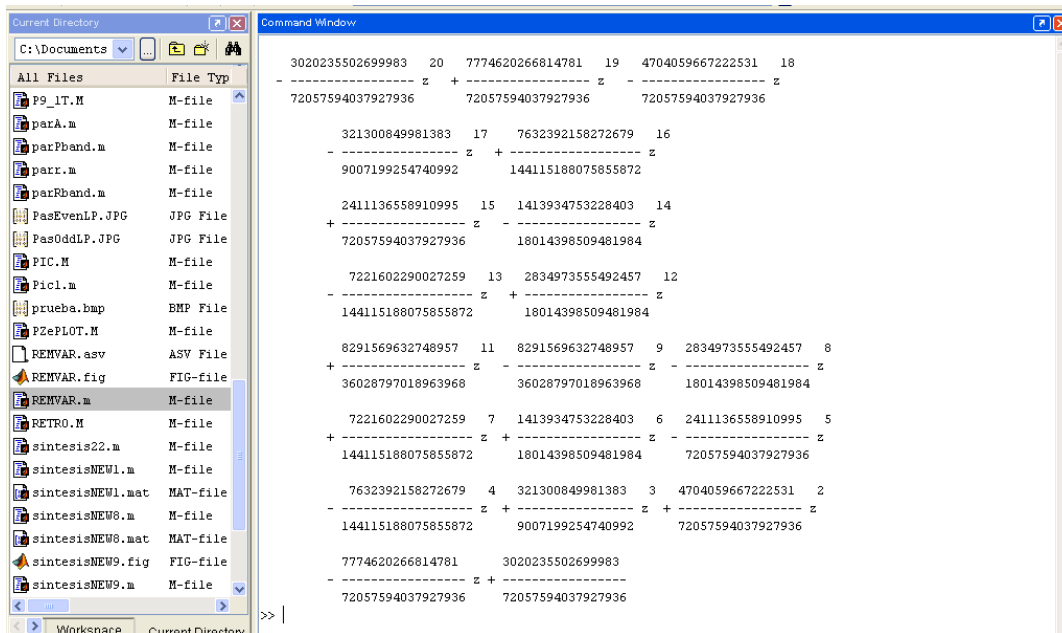 Current Directory
C:\Documents
All Files File Typ
P9_1T.M M-file
parA.m M-file
parPband.m M-file
parr.m M-file
parRband.m M-file
PasEvenLP.JPG JPG File
PasOddLP.JPG JPG File
PIC.M M-file
Pic1.m M-file
prueba.bmp BMP File
PZePLOT.M M-file
REMVAR.asv ASV File
REMVAR.fig FIG-file
REMVAR.m M-file
RETRO.M M-file
sintesis22.m M-file
sintesisNEW1.m M-file
sintesisNEW1.mat MAT-file
sintesisNEW8.m M-file
sintesisNEW8.mat MAT-file
sintesisNEW9.fig FIG-file
sintesisNEW9.m M-file
Workspace Current Directory
Command Window
3020235502699983 20 7774620266814781 19 4704059667222531 18
- ------------------ z + ------------------ z - ------------------ z
72057594037927936 72057594037927936 72057594037927936
321300849981383 17 7632392158272679 16
- ----------------- z + ------------------ z
9007199254740992 144115188075855872
2411136558910995 15 1413934753228403 14
+ ----------------- z - ----------------- z
72057594037927936 18014398509481984
7221602290027259 13 2834973555492457 12
- ------------------ z + ----------------- z
144115188075855872 18014398509481984
8291569632748957 11 8291569632748957 9 2834973555492457 8
+ ----------------- z - ----------------- z - ----------------- z
36028797018963968 36028797018963968 18014398509481984
7221602290027259 7 1413934753228403 6 2411136558910995 5
+ ------------------ z + ----------------- z - ----------------- z
144115188075855872 18014398509481984 72057594037927936
7632392158272679 4 321300849981383 3 4704059667222531 2
- ------------------ z + ---------------- z + ----------------- z
144115188075855872 9007199254740992 72057594037927936
7774620266814781 3020235502699983
- ------------------ z + -----------------
72057594037927936 72057594037927936
>>